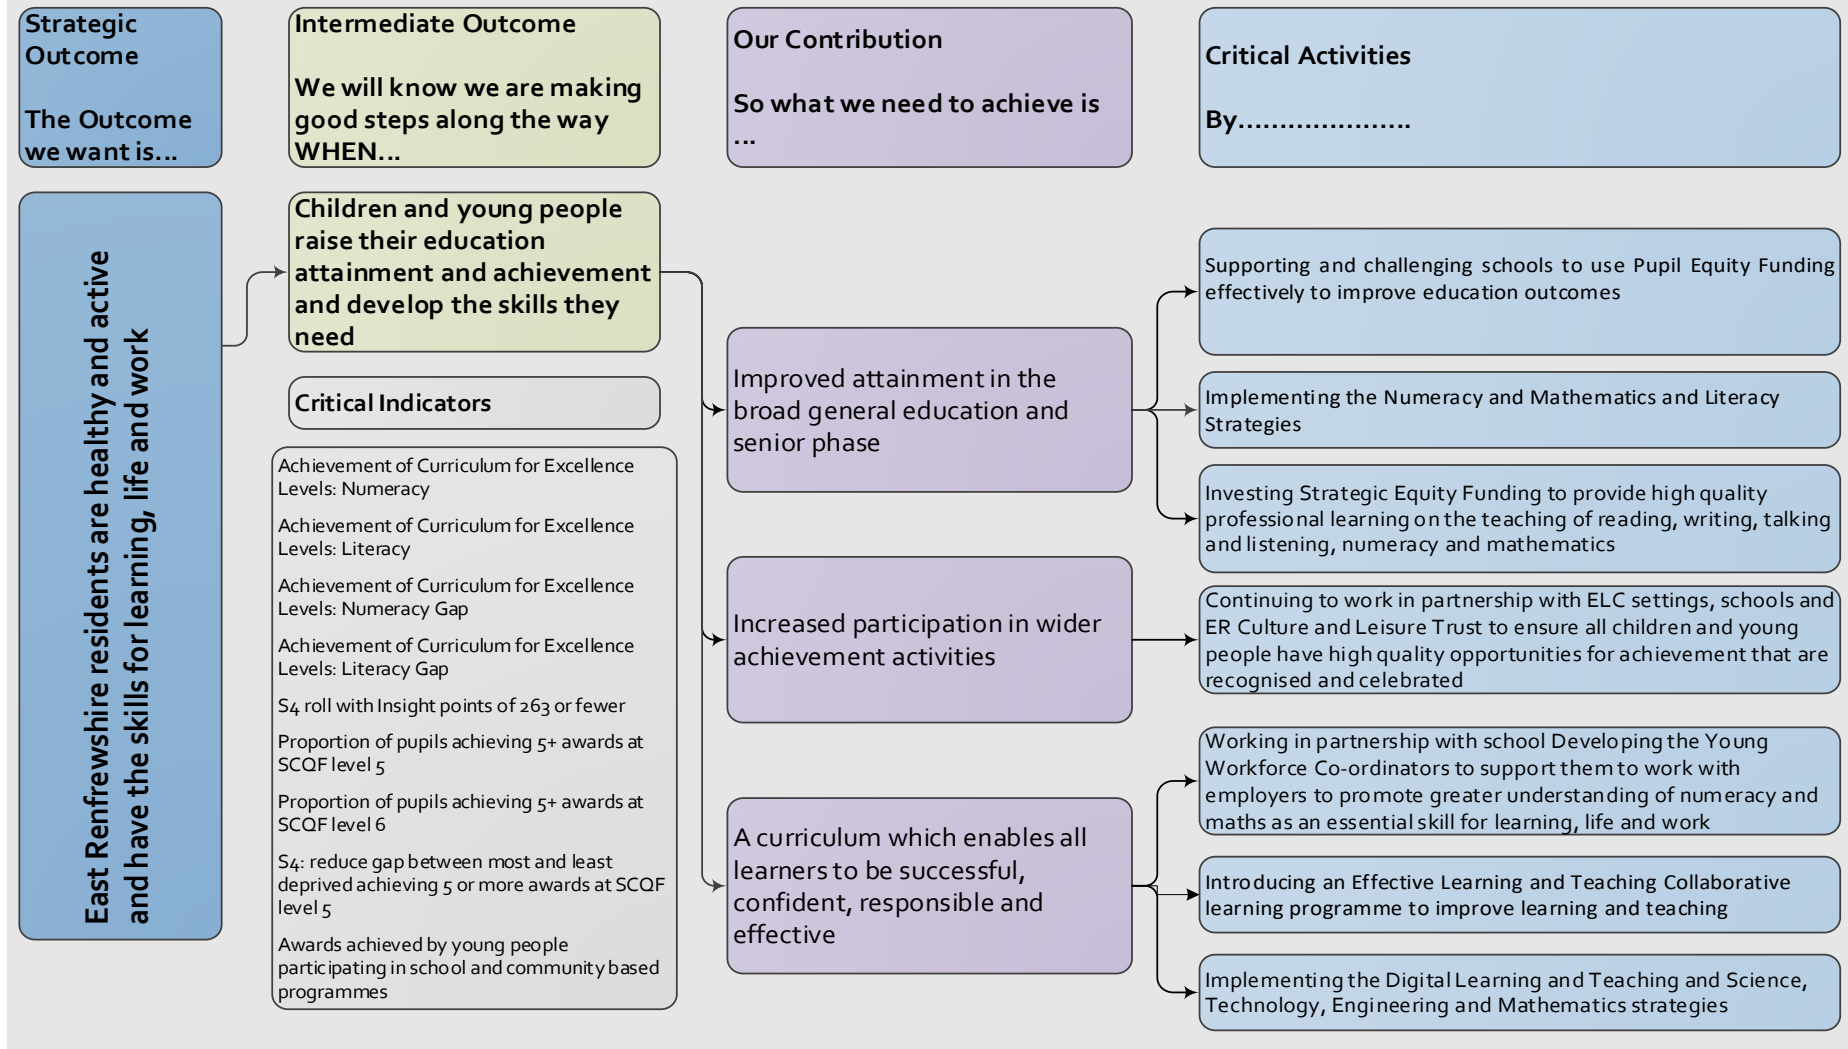 Strategic
Outcome
The Outcome
we want is...
Intermediate Outcome
We will know we are making
good steps along the way
WHEN...
Our Contribution
So what we need to achieve is
...
Critical Activities
By.....................
East Renfrewshire residents are healthy and active
and have the skills for learning, life and work
Children and young people
raise their education
attainment and achievement
and develop the skills they
need
Critical Indicators
Achievement of Curriculum for Excellence
Levels: Numeracy
Achievement of Curriculum for Excellence
Levels: Literacy
Achievement of Curriculum for Excellence
Levels: Numeracy Gap
Achievement of Curriculum for Excellence
Levels: Literacy Gap
S4 roll with Insight points of 263 or fewer
Proportion of pupils achieving 5+ awards at
SCQF level 5
Proportion of pupils achieving 5+ awards at
SCQF level 6
S4: reduce gap between most and least
deprived achieving 5 or more awards at SCQF
level 5
Awards achieved by young people
participating in school and community based
programmes
Improved attainment in the
broad general education and
senior phase
Increased participation in wider
achievement activities
A curriculum which enables all
learners to be successful,
confident, responsible and
effective
Supporting and challenging schools to use Pupil Equity Funding
effectively to improve education outcomes
Implementing the Numeracy and Mathematics and Literacy
Strategies
Investing Strategic Equity Funding to provide high quality
professional learning on the teaching of reading, writing, talking
and listening, numeracy and mathematics
Continuing to work in partnership with ELC settings, schools and
ER Culture and Leisure Trust to ensure all children and young
people have high quality opportunities for achievement that are
recognised and celebrated
Working in partnership with school Developing the Young
Workforce Co-ordinators to support them to work with
employers to promote greater understanding of numeracy and
maths as an essential skill for learning, life and work
Introducing an Effective Learning and Teaching Collaborative
learning programme to improve learning and teaching
Implementing the Digital Learning and Teaching and Science,
Technology, Engineering and Mathematics strategies